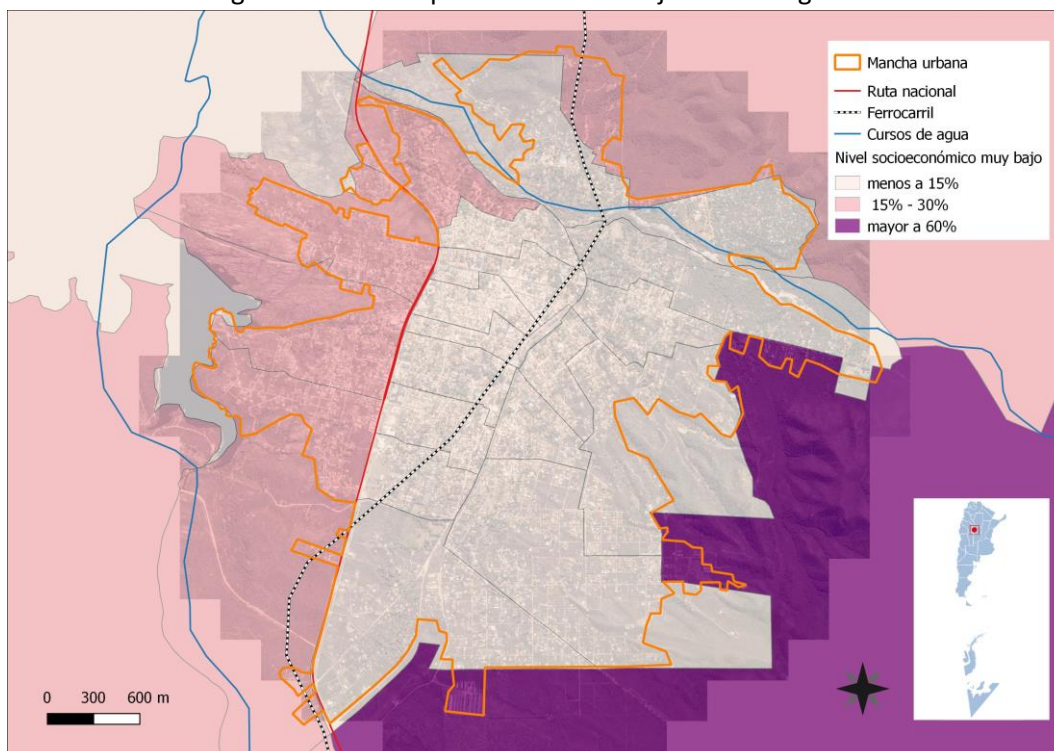 Mancha urbana
Ruta nacional
Ferrocarril
Cursos de agua
Nivel socioeconómico muy bajo
menos a 15%
15% - 30%
mayor a 60%
0 300 600 m